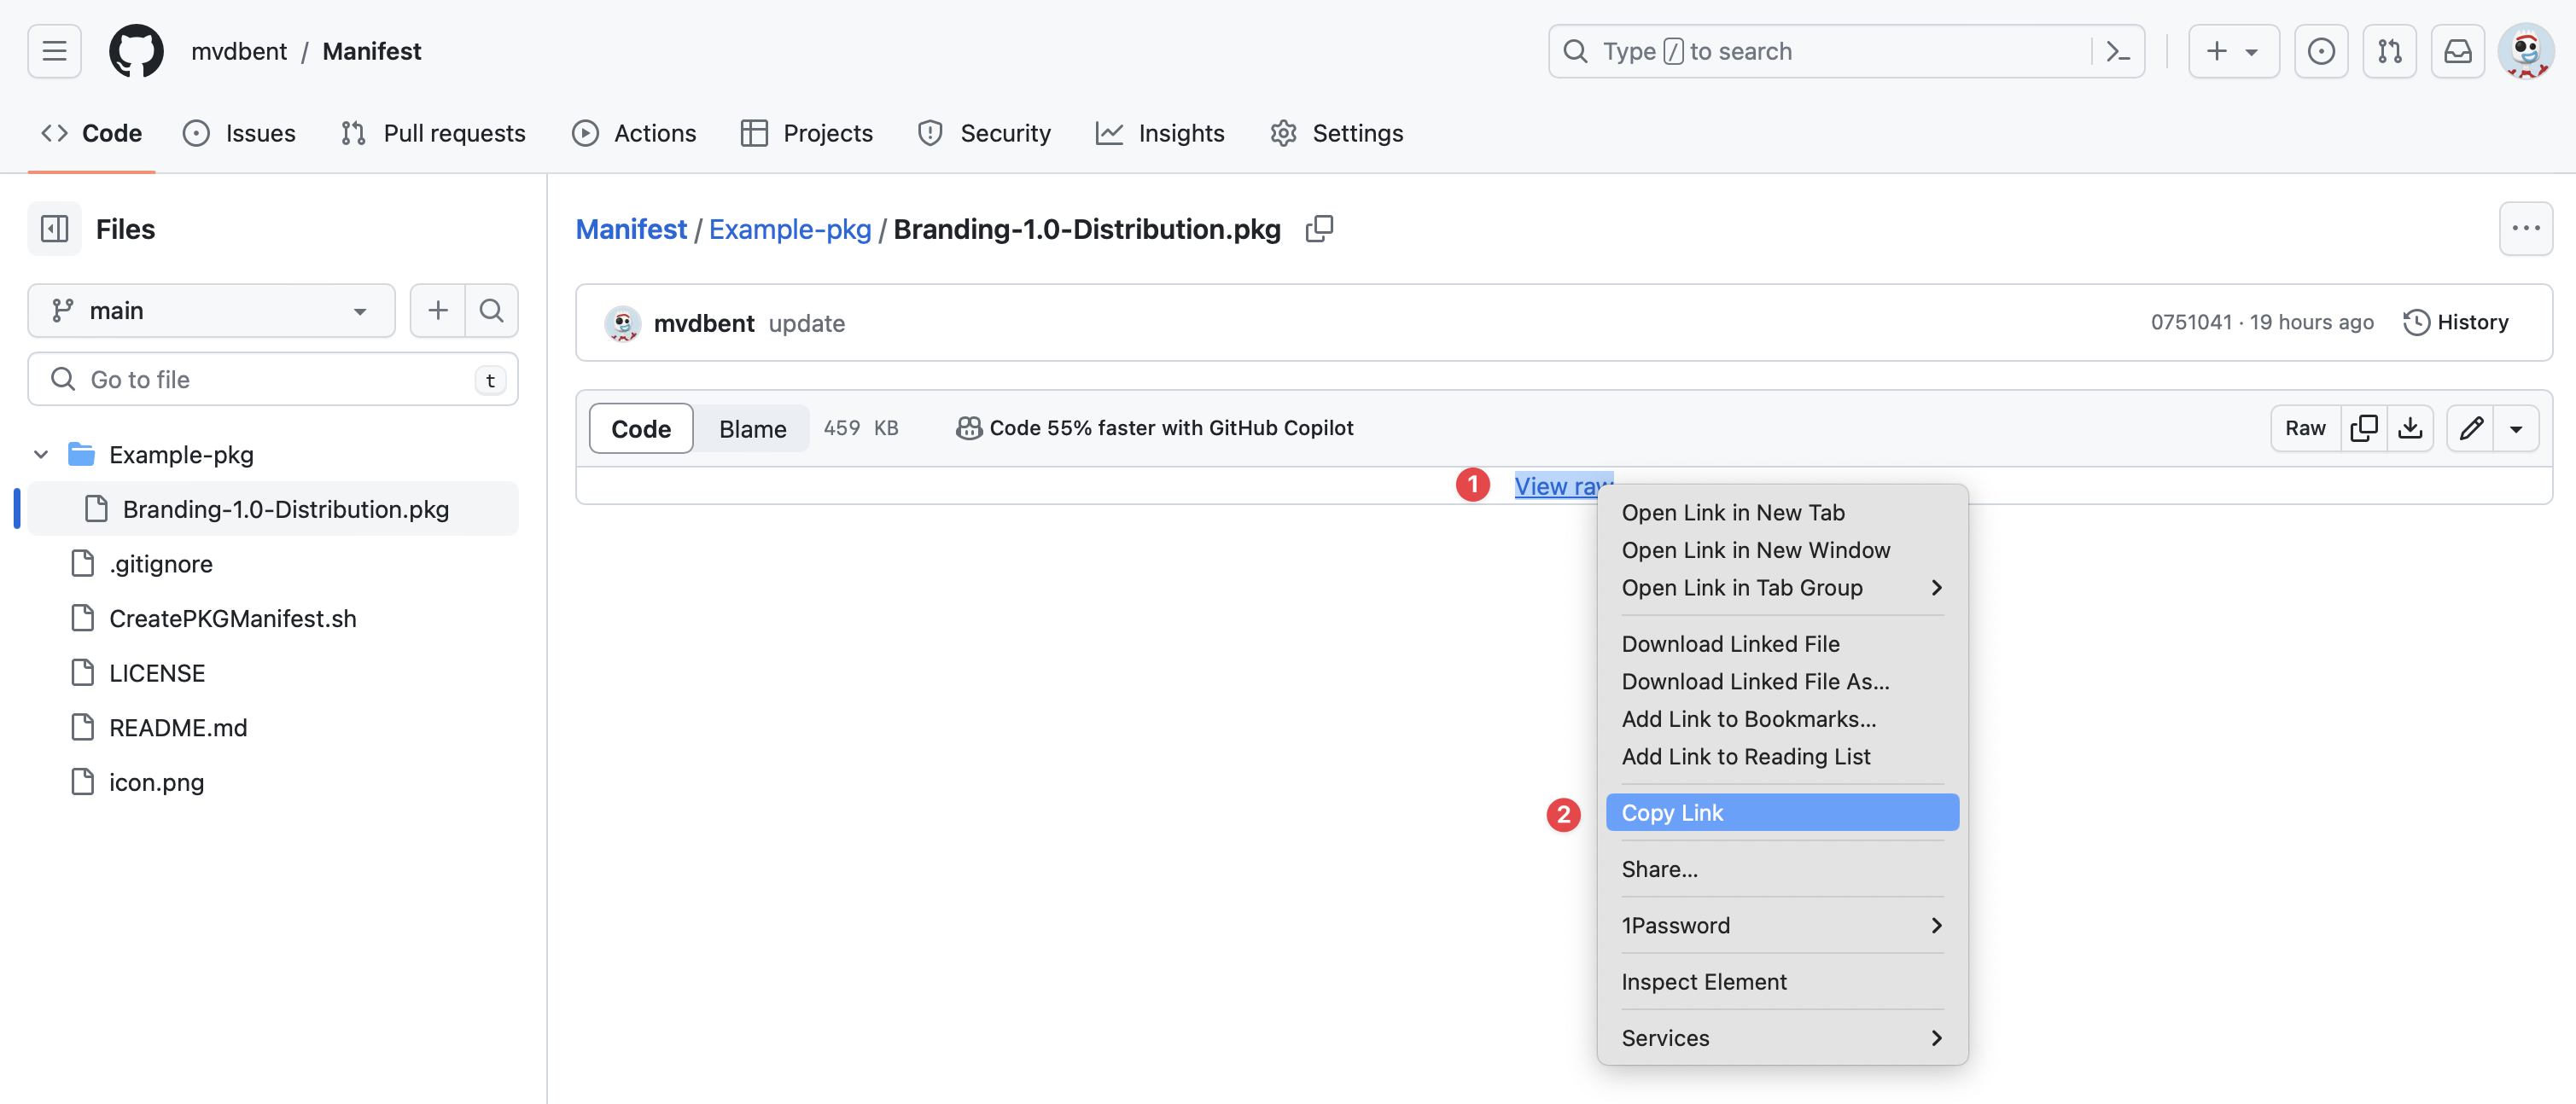 mvdbent / Manifest
Type / to search
Code
Issues
Pull requests
Actions
Projects
Security
Insights
Settings
Files
main
Go to file
t
Example-pkg
Branding-1.0-Distribution.pkg
.gitignore
CreatePKGManifest.sh
LICENSE
README.md
icon.png
Manifest / Example-pkg / Branding-1.0-Distribution.pkg
mvdbent update
0751041 · 19 hours ago
History
Code
Blame
459 KB
Code 55% faster with GitHub Copilot
Raw
1
View raw
Open Link in New Tab
Open Link in New Window
Open Link in Tab Group
Download Linked File
Download Linked File As...
Add Link to Bookmarks...
Add Link to Reading List
2
Copy Link
Share...
1Password
Inspect Element
Services